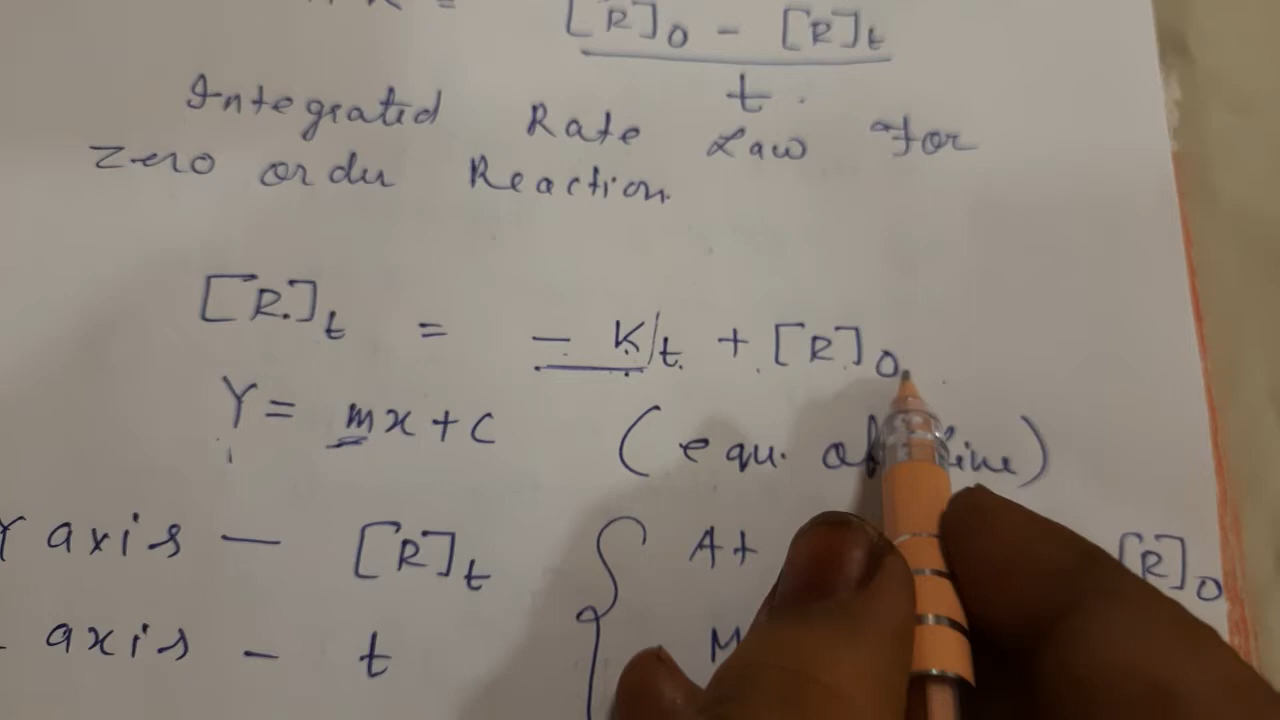 K = [R]0 - [R]t
t.
Integrated Rate Law for
zero order Reaction.
[R]t = - K/t + [R]0
Y = mx + c (equ. of line)
Y axis - [R]t { At [R]0
axis - t